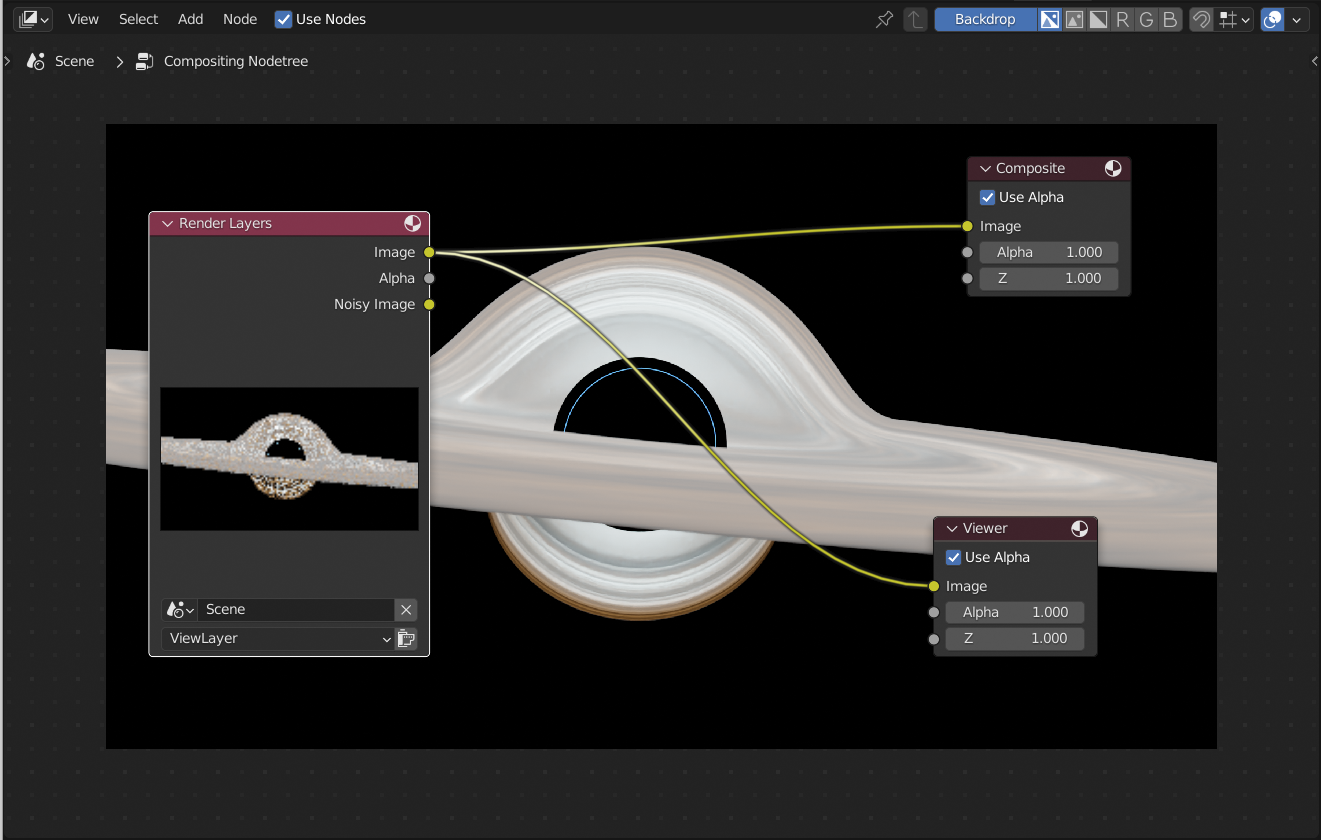 View Select Add Node Use Nodes Backdrop R G B
Scene Compositing Nodetree
Composite
Use Alpha
Image
Alpha 1.000
Z 1.000
Render Layers
Image
Alpha
Noisy Image
Scene
ViewLayer
Viewer
Use Alpha
Image
Alpha 1.000
Z 1.000